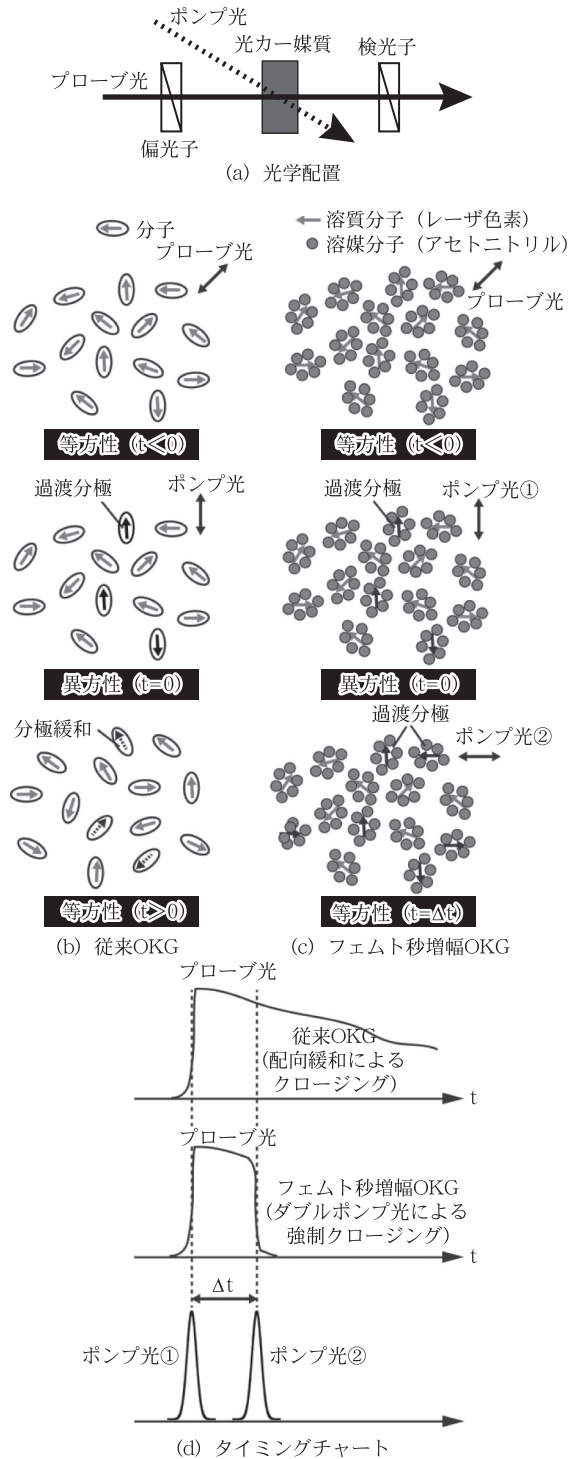 ポンプ光
光カー媒質
検光子
プローブ光
偏光子
(a) 光学配置
分子
プローブ光
溶質分子（レーザ色素）
溶媒分子（アセトニトリル）
プローブ光
等方性（t＜0）
等方性（t＜0）
過渡分極
ポンプ光
過渡分極
ポンプ光①
異方性（t=0）
異方性（t=0）
分極緩和
過渡分極
ポンプ光②
等方性（t＞0）
等方性（t=Δt）
(b) 従来OKG
(c) フェムト秒増幅OKG
プローブ光
従来OKG
(配向緩和による
クロージング)
t
プローブ光
フェムト秒増幅OKG
(ダブルポンプ光による
強制クロージング)
t
Δt
ポンプ光①
ポンプ光②
(d) タイミングチャート